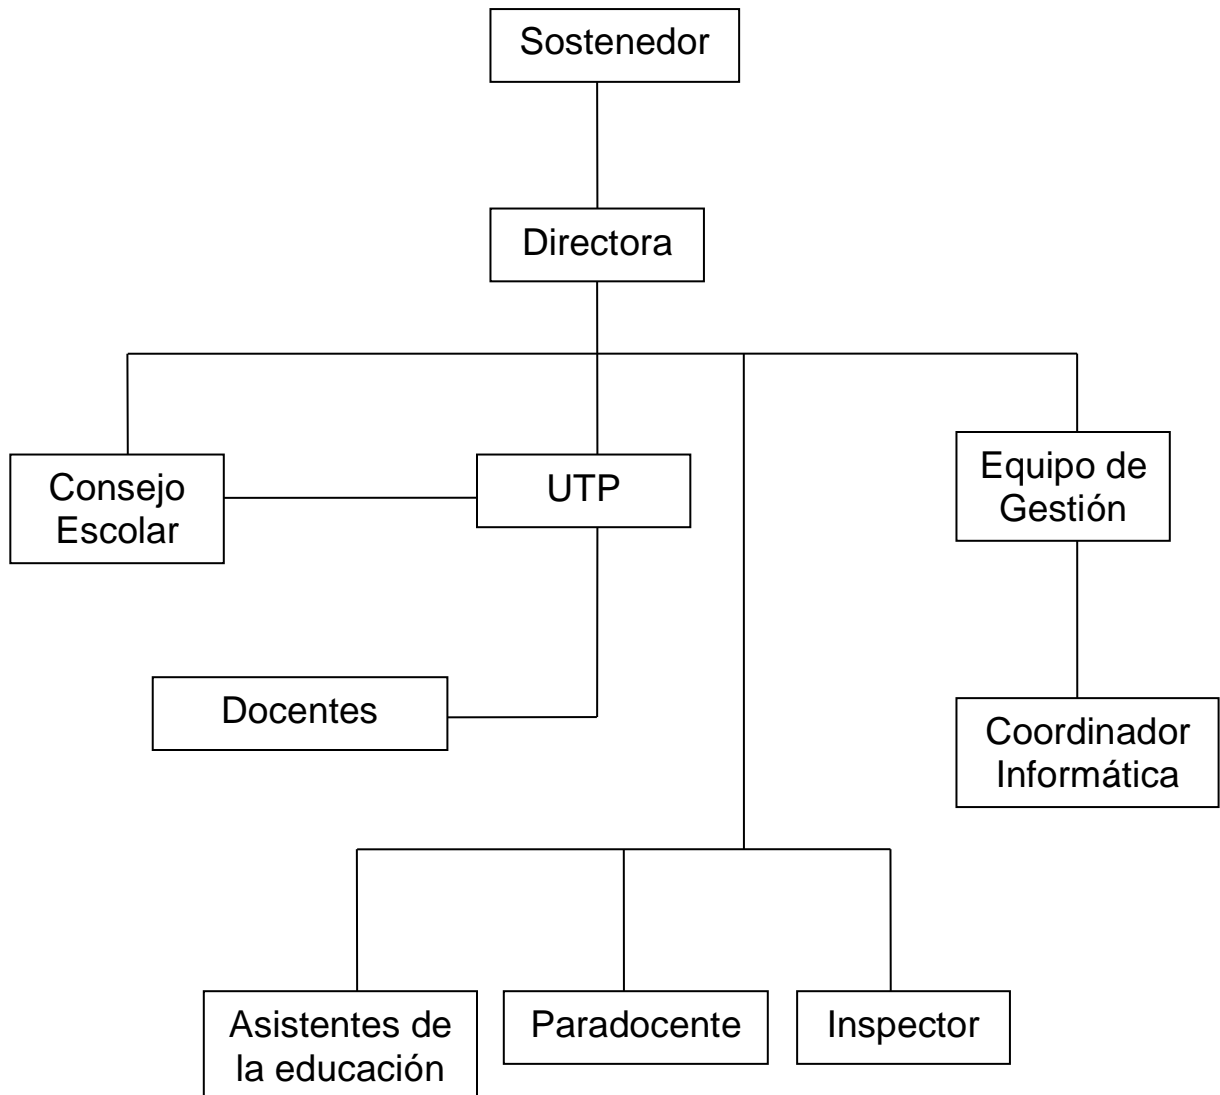 Sostenedor
Directora
Consejo
Escolar
UTP
Equipo de
Gestión
Docentes
Coordinador
Informática
Asistentes de
la educación
Paradocente
Inspector